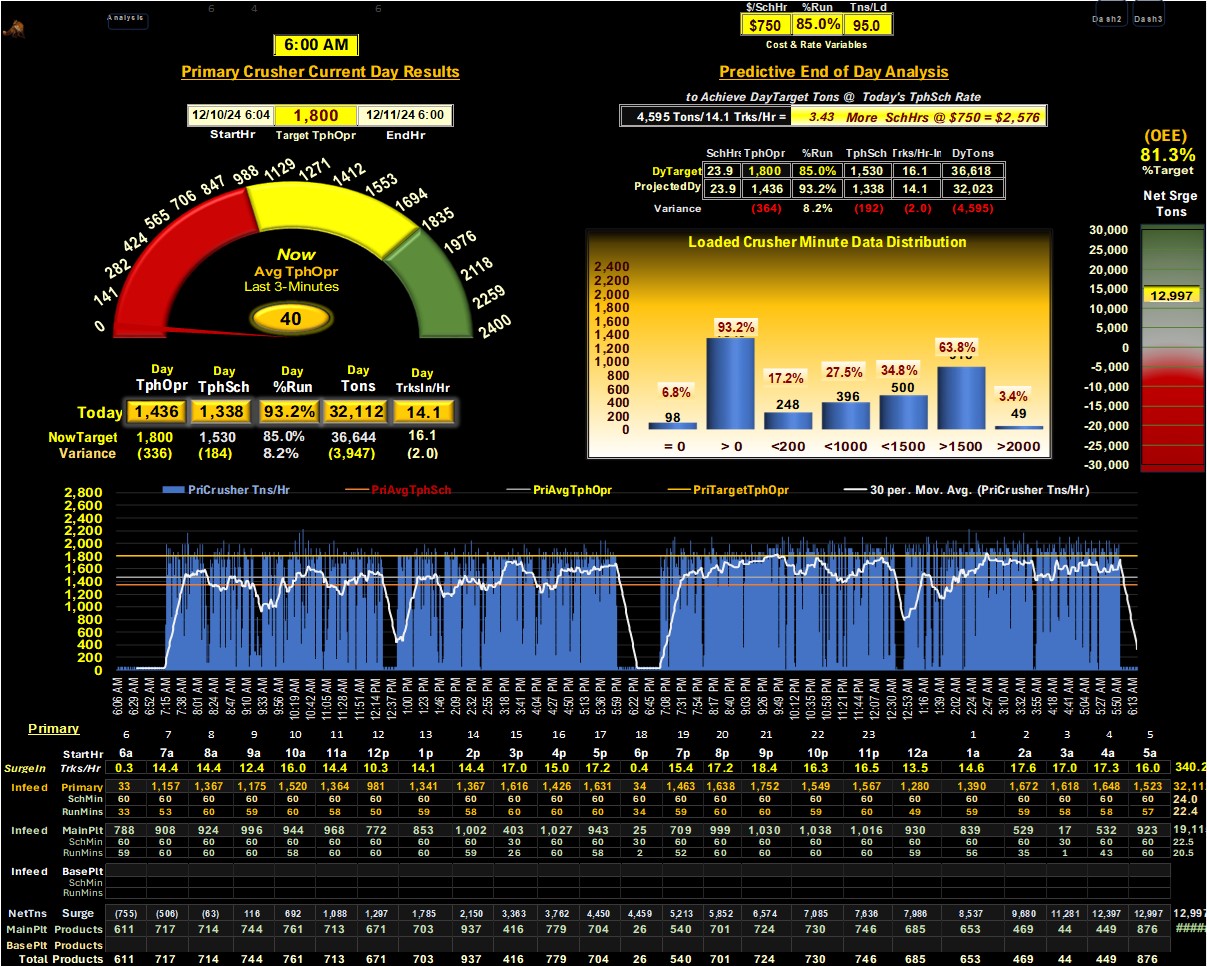 6 4 6
Analysis
$/SchHr %Run Tns/Ld
$750 85.0% 95.0
Cost & Rate Variables
Dash2 Dash3
6:00 AM
Primary Crusher Current Day Results
12/10/24 6:04 1,800 12/11/24 6:00
StartHr Target TphOpr EndHr
0 141 282 424 565 706 847 988 1129 1271 1412 1553 1694 1835 1976 2118 2259 2400
Now
Avg TphOpr
Last 3-Minutes
40
Day Day Day Day Day
TphOpr TphSch %Run Tons TrksIn/Hr
Today 1,436 1,338 93.2% 32,112 14.1
NowTarget 1,800 1,530 85.0% 36,644 16.1
Variance (336) (184) 8.2% (3,947) (2.0)
Predictive End of Day Analysis
to Achieve DayTarget Tons @ Today's TphSch Rate
4,595 Tons/14.1 Trks/Hr = 3.43 More SchHrs @ $750 = $2,576
SchHrs TphOpr %Run TphSch Trks/Hr-In DyTons
DyTarget 23.9 1,800 85.0% 1,530 16.1 36,618
ProjectedDy 23.9 1,436 93.2% 1,338 14.1 32,023
Variance (364) 8.2% (192) (2.0) (4,595)
Loaded Crusher Minute Data Distribution
2,400
2,200
2,000
1,800
1,600
1,400
1,200
1,000
800
600
400
200
0
6.8% 93.2% 17.2% 27.5% 34.8% 63.8% 3.4%
98 248 396 500 49
= 0 > 0 <200 <1000 <1500 >1500 >2000
(OEE)
81.3%
%Target
Net Srge
Tons
30,000
25,000
20,000
15,000
12,997
10,000
5,000
0
-5,000
-10,000
-15,000
-20,000
-25,000
-30,000
PriCrusher Tns/Hr PriAvgTphSch PriAvgTphOpr PriTargetTphOpr 30 per. Mov. Avg. (PriCrusher Tns/Hr)
2,800
2,600
2,400
2,200
2,000
1,800
1,600
1,400
1,200
1,000
800
600
400
200
0
6:06 AM 6:29 AM 6:52 AM 7:15 AM 7:38 AM 8:01 AM 8:24 AM 8:47 AM 9:10 AM 9:33 AM 9:56 AM 10:19 AM 10:42 AM 11:05 AM 11:28 AM 11:51 AM 12:14 PM 12:37 PM 1:00 PM 1:23 PM 1:46 PM 2:09 PM 2:32 PM 2:55 PM 3:18 PM 3:41 PM 4:04 PM 4:27 PM 4:50 PM 5:13 PM 5:36 PM 5:59 PM 6:22 PM 6:45 PM 7:08 PM 7:31 PM 7:54 PM 8:17 PM 8:40 PM 9:03 PM 9:26 PM 9:49 PM 10:12 PM 10:35 PM 10:58 PM 11:21 PM 11:44 PM 12:07 AM 12:30 AM 12:53 AM 1:16 AM 1:39 AM 2:02 AM 2:24 AM 2:47 AM 3:10 AM 3:32 AM 3:55 AM 4:18 AM 4:41 AM 5:04 AM 5:27 AM 5:50 AM 6:13 AM
Primary 6 7 8 9 10 11 12 13 14 15 16 17 18 19 20 21 22 23 1 2 3 4 5
StartHr 6a 7a 8a 9a 10a 11a 12p 1p 2p 3p 4p 5p 6p 7p 8p 9p 10p 11p 12a 1a 2a 3a 4a 5a
SurgeIn Trks/Hr 0.3 14.4 14.4 12.4 16.0 14.4 10.3 14.1 14.4 17.0 15.0 17.2 0.4 15.4 17.2 18.4 16.3 16.5 13.5 14.6 17.6 17.0 17.3 16.0 340.2
Infeed Primary 33 1,157 1,367 1,175 1,520 1,364 981 1,341 1,367 1,616 1,426 1,631 34 1,463 1,638 1,752 1,549 1,567 1,280 1,390 1,672 1,618 1,648 1,523 32,11
SchMin 60 60 60 60 60 60 60 60 60 60 60 60 60 60 60 60 60 60 60 60 60 60 60 60 24.0
RunMins 33 53 60 59 60 58 50 59 58 60 60 60 34 59 60 60 59 60 49 59 59 58 58 57 22.4
Infeed MainPlt 788 908 924 996 944 968 772 853 1,002 403 1,027 943 25 709 999 1,030 1,038 1,016 930 839 529 17 532 923 19,11
SchMin 60 60 60 60 60 60 60 60 60 30 60 60 30 60 60 60 60 60 60 60 60 30 60 60 22.5
RunMins 59 60 60 60 58 60 60 60 59 26 60 58 2 52 60 60 60 60 59 56 35 1 43 60 20.5
Infeed BasePlt
SchMin
RunMins
NetTns Surge (755) (506) (63) 116 692 1,088 1,297 1,785 2,150 3,363 3,762 4,450 4,459 5,213 5,852 6,574 7,085 7,636 7,986 8,537 9,680 11,281 12,397 12,997 12,997
MainPlt Products 611 717 714 744 761 713 671 703 937 416 779 704 26 540 701 724 730 746 685 653 469 44 449 876 ####
BasePlt Products
Total Products 611 717 714 744 761 713 671 703 937 416 779 704 26 540 701 724 730 746 685 653 469 44 449 876